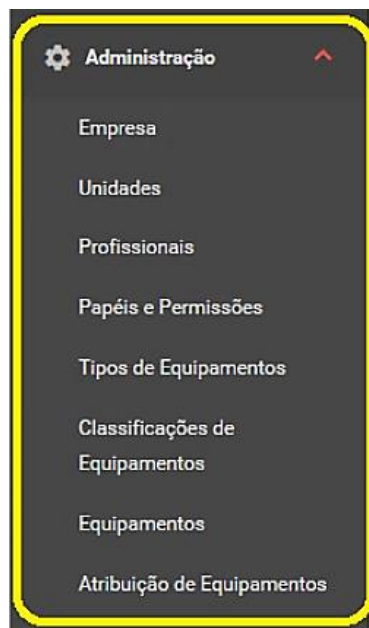 Administração
Empresa
Unidades
Profissionais
Papéis e Permissões
Tipos de Equipamentos
Classificações de
Equipamentos
Equipamentos
Atribuição de Equipamentos